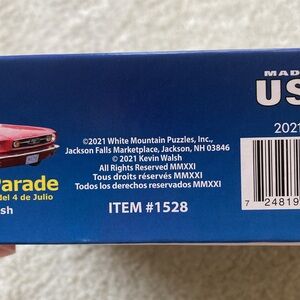 MAD
US
©2021 White Mountain Puzzles, Inc.,
Jackson Falls Marketplace, Jackson, NH 03846
© 2021 Kevin Walsh
All Rights Reserved MMXXI
Tous droits réservés MMXXI
Todos los derechos reservados MMXXI
ITEM #1528
Parade
del 4 de Julio
sh
2021
7 24819